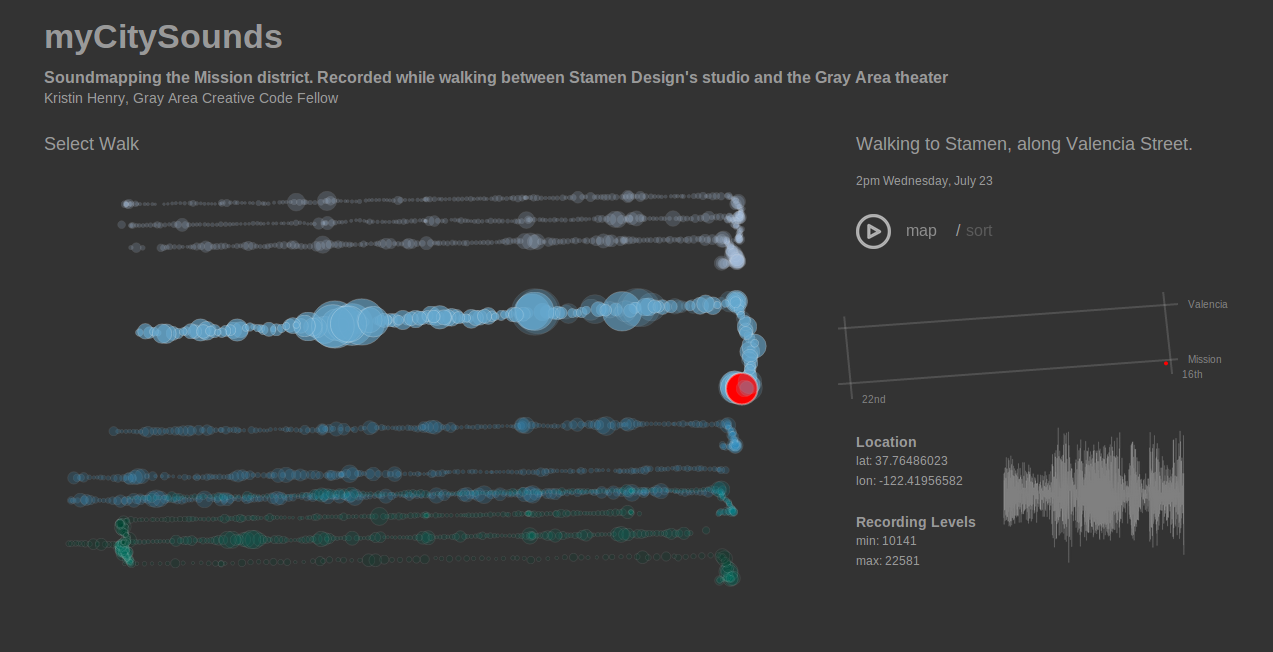 myCitySounds
Soundmapping the Mission district. Recorded while walking between Stamen Design's studio and the Gray Area theater
Kristin Henry, Gray Area Creative Code Fellow
Select Walk
Walking to Stamen, along Valencia Street.
2pm Wednesday, July 23
map / sort
Valencia
Mission
16th
22nd
Location
lat: 37.76486023
lon: -122.41956582
Recording Levels
min: 10141
max: 22581